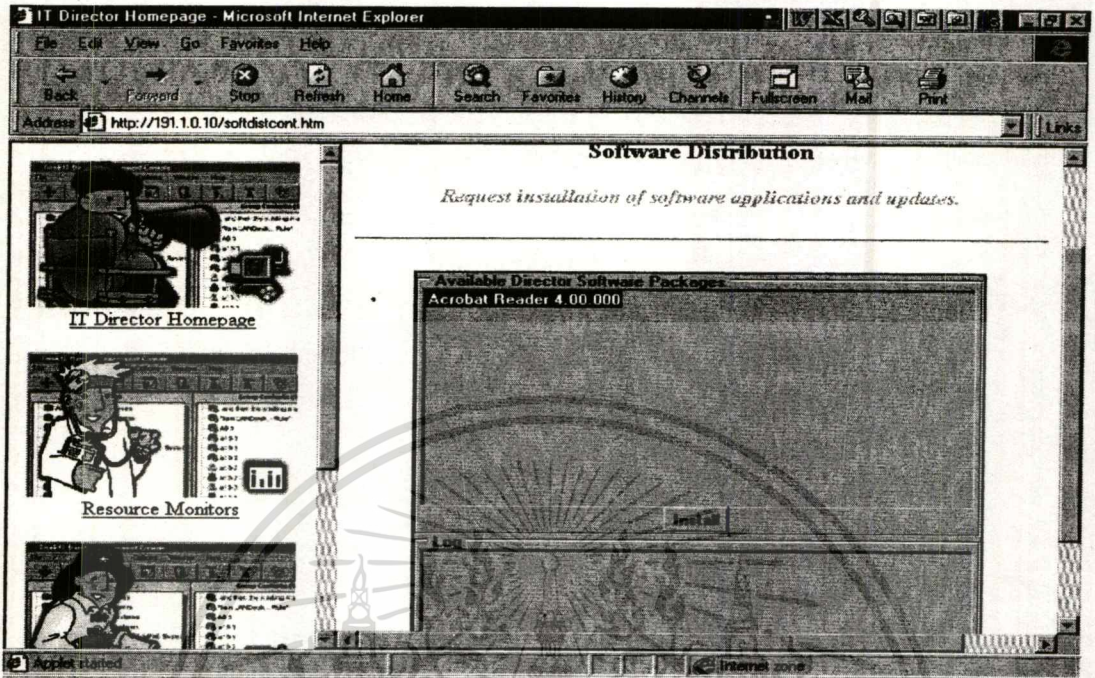 IT Director Homepage - Microsoft Internet Explorer
File Edit View Go Favorites Help
Back Forward Stop Refresh Home Search Favorites History Channels Fullscreen Mail Print
Address http://191.1.0.10/softdistcont.htm Links
IT Director Homepage
Resource Monitors
Software Distribution
Request installation of software applications and updates.
Available Director Software Packages
Acrobat Reader 4.00.000
Install
Log
Applet started Internet zone